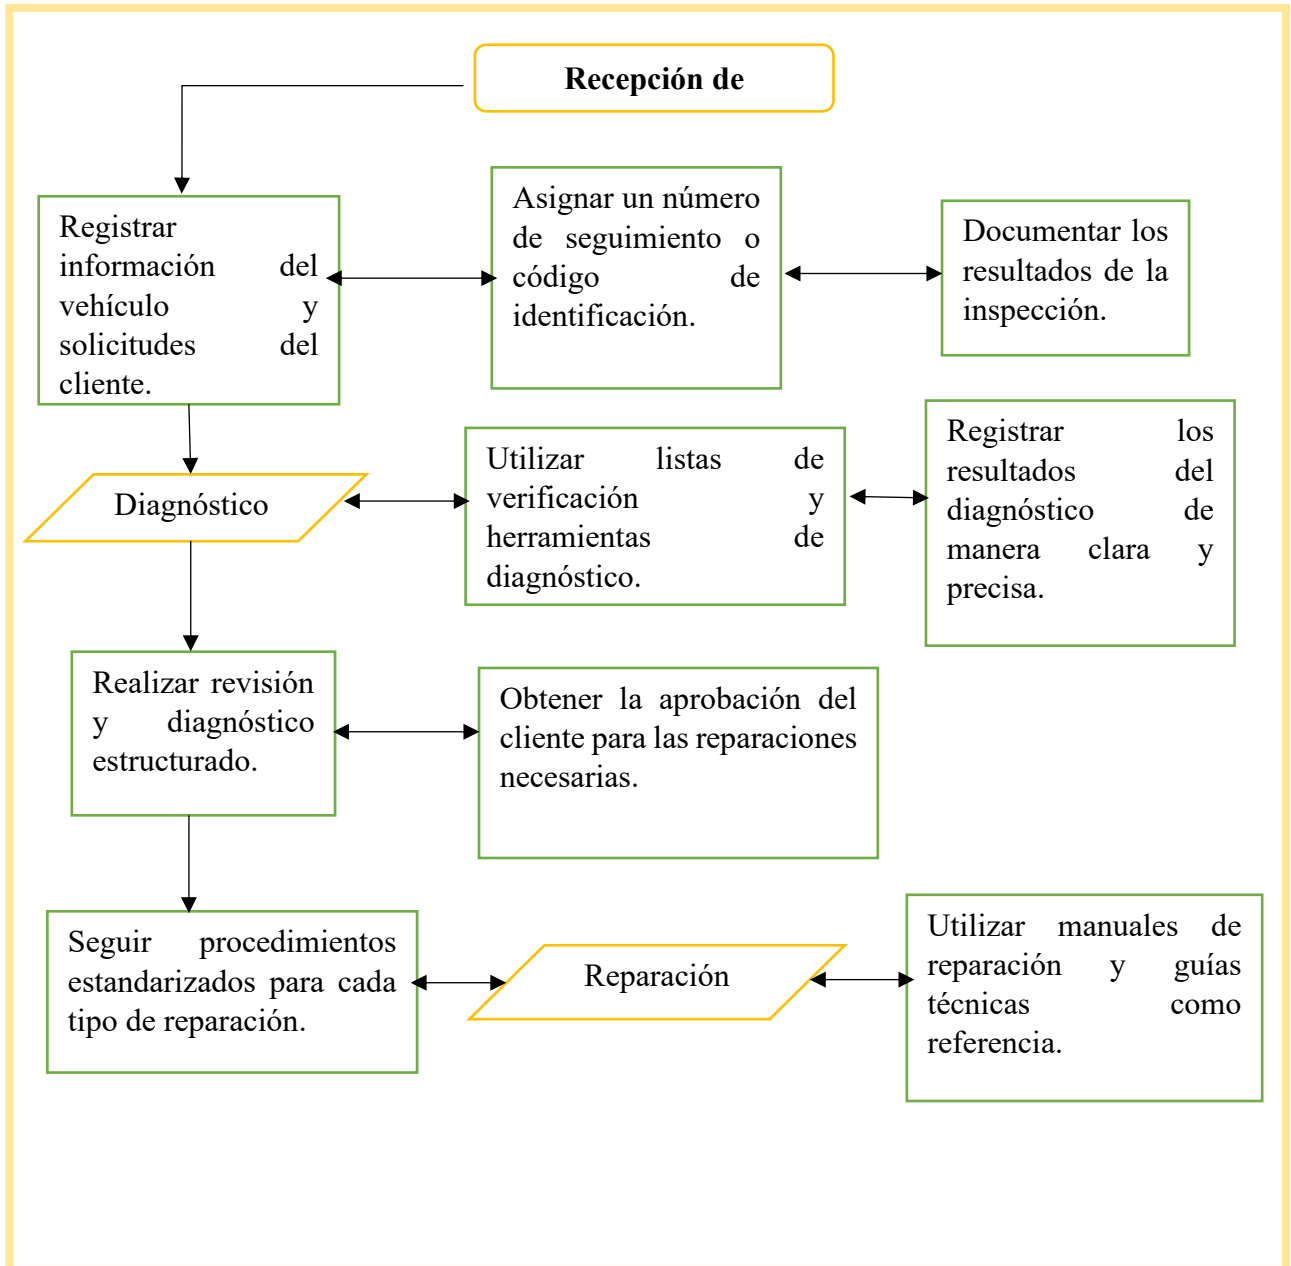 Recepción de
Registrar
información del
vehículo y
solicitudes del
cliente.
Asignar un número
de seguimiento o
código de
identificación.
Documentar los
resultados de la
inspección.
Diagnóstico
Utilizar listas de
verificación y
herramientas de
diagnóstico.
Registrar los
resultados del
diagnóstico de
manera clara y
precisa.
Realizar revisión
y diagnóstico
estructurado.
Obtener la aprobación del
cliente para las reparaciones
necesarias.
Seguir procedimientos
estandarizados para cada
tipo de reparación.
Reparación
Utilizar manuales de
reparación y guías
técnicas como
referencia.